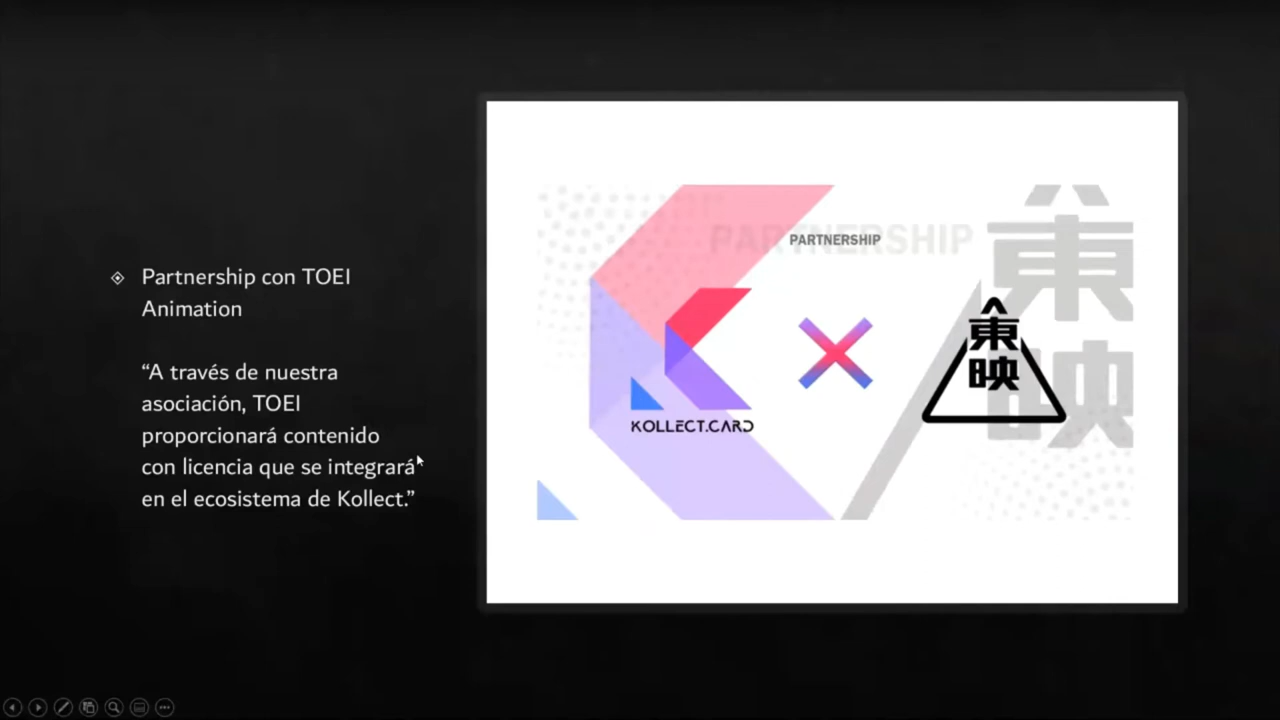 Partnership con TOEI
Animation
“A través de nuestra
asociación, TOEI
proporcionará contenido
con licencia que se integrará
en el ecosistema de Kollect.”
PARTNERSHIP
PARTNERSHIP
KOLLECT.CARD
東
映
東
映